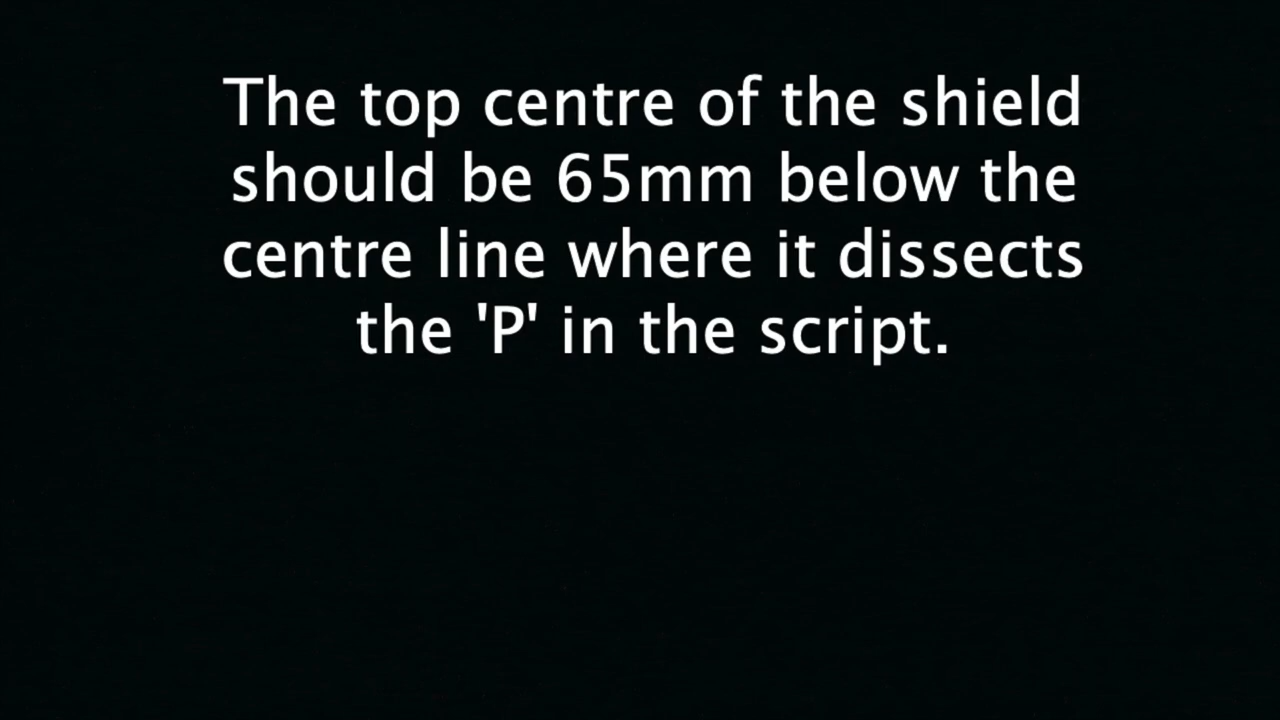 The top centre of the shield
should be 65mm below the
centre line where it dissects
the 'P' in the script.